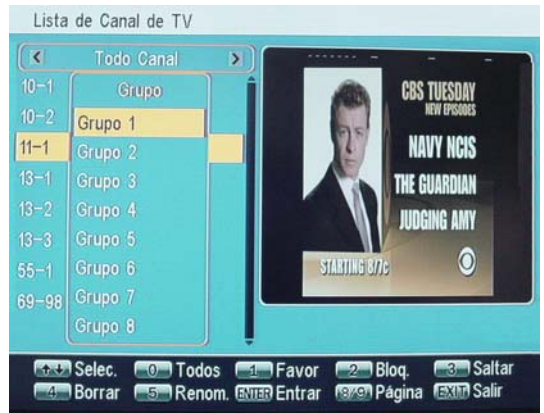 Lista de Canal de TV
< Todo Canal >
10-1
10-2
11-1
13-1
13-2
13-3
55-1
69-98
Grupo
Grupo 1
Grupo 2
Grupo 3
Grupo 4
Grupo 5
Grupo 6
Grupo 7
Grupo 8
CBS TUESDAY
NEW EPISODES
NAVY NCIS
THE GUARDIAN
JUDGING AMY
STARTING 8/7c
Selec. 0 Todos 1 Favor 2 Bloq. 3 Saltar
4 Borrar 5 Renom. ENTER Entrar 8/9 Página EXIT Salir